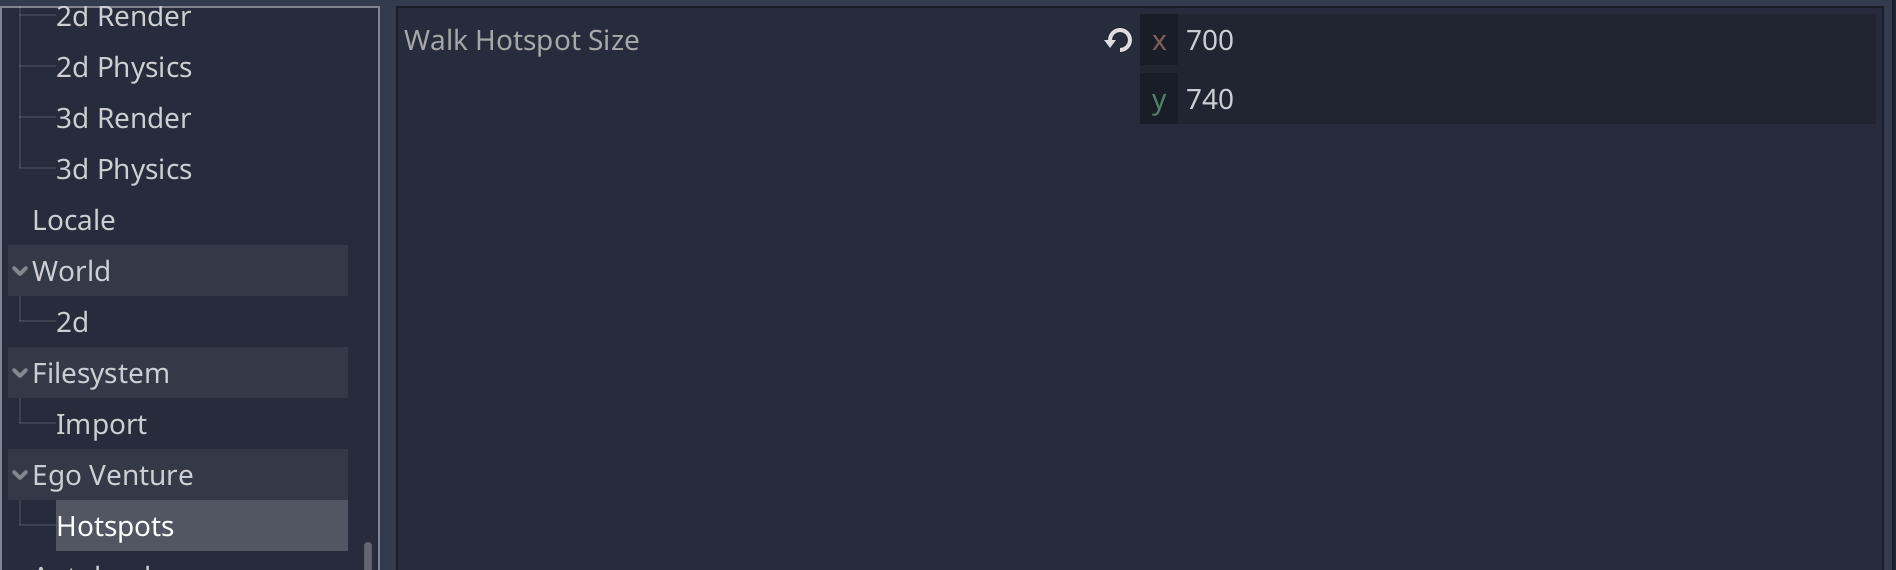 2d Render
2d Physics
3d Render
3d Physics
Locale
World
2d
Filesystem
Import
Ego Venture
Hotspots
Walk Hotspot Size
x 700
y 740